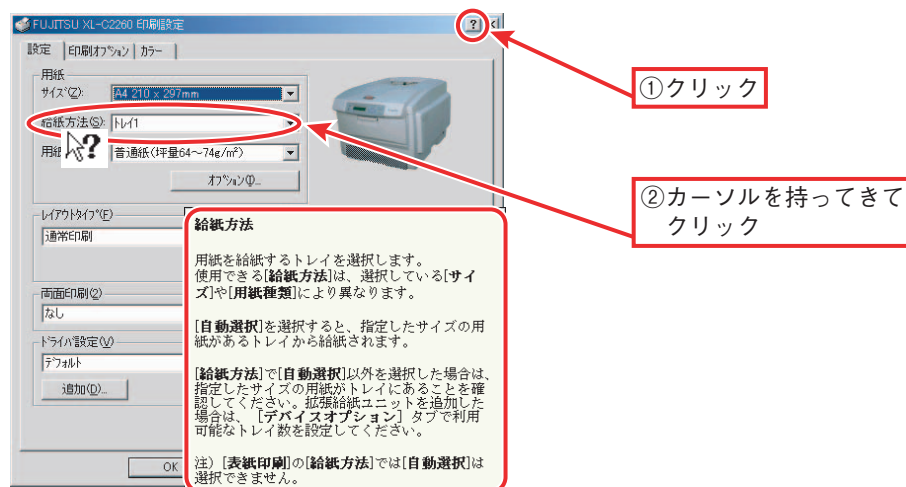 FUJITSU XL-C2260 印刷設定
設定 印刷オプション カラー
用紙
サイズ(Z): A4 210 x 297mm
給紙方法(S): トレイ1
普通紙(坪量64～74g/m²)
オプション(I)...
レイアウトタイプ(F)
通常印刷
両面印刷(2)
なし
ドライバ設定(V)
デフォルト
追加(D)...
OK
?
①クリック
②カーソルを持ってきて
クリック
給紙方法
用紙を給紙するトレイを選択します。
使用できる[給紙方法]は、選択している[サイ
ズ]や[用紙種類]により異なります。
[自動選択]を選択すると、指定したサイズの用
紙があるトレイから給紙されます。
[給紙方法]で[自動選択]以外を選択した場合は、
指定したサイズの用紙がトレイにあることを確
認してください。拡張給紙ユニットを追加した
場合は、［デバイスオプション］タブで利用
可能なトレイ数を設定してください。
注）[表紙印刷]の[給紙方法]では[自動選択]は
選択できません。